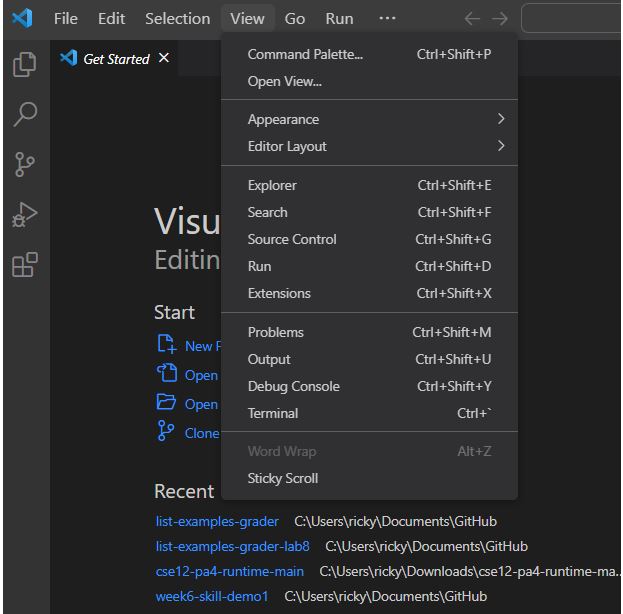 File Edit Selection View Go Run ...
Get Started
Command Palette... Ctrl+Shift+P
Open View...
Appearance
Editor Layout
Explorer Ctrl+Shift+E
Search Ctrl+Shift+F
Source Control Ctrl+Shift+G
Run Ctrl+Shift+D
Extensions Ctrl+Shift+X
Problems Ctrl+Shift+M
Output Ctrl+Shift+U
Debug Console Ctrl+Shift+Y
Terminal Ctrl+`
Word Wrap Alt+Z
Sticky Scroll
Visu
Editin
Start
New F
Open
Open
Clone
Recent
list-examples-grader C:\Users\ricky\Documents\GitHub
list-examples-grader-lab8 C:\Users\ricky\Documents\GitHub
cse12-pa4-runtime-main C:\Users\ricky\Downloads\cse12-pa4-runtime-ma...
week6-skill-demo1 C:\Users\ricky\Documents\GitHub